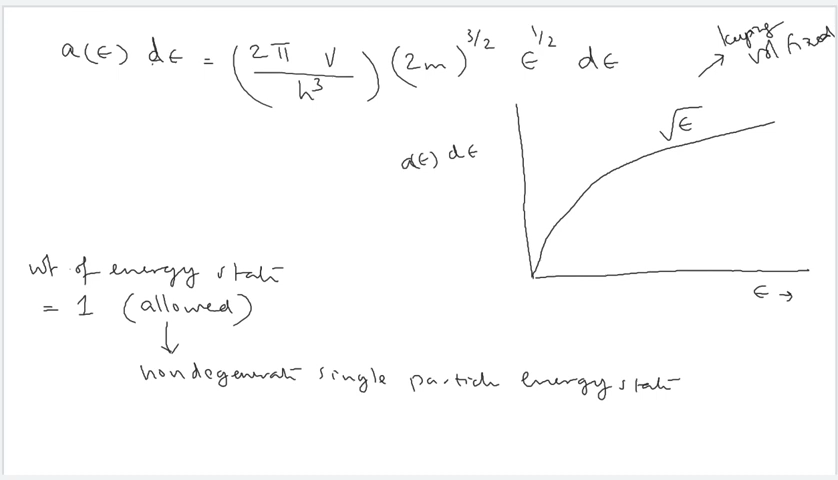 a(ϵ) dϵ = (2π V / h³) (2m)^3/2 ϵ^1/2 dϵ
keeping
vol fixed
√ϵ
a(ϵ) dϵ
ϵ →
wt of energy state
= 1 (allowed)
nondegenerate single particle energy state